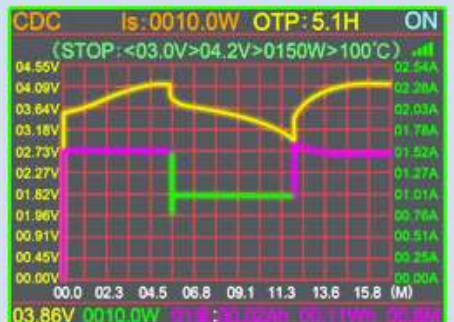 CDC Is:0010.0W OTP:5.1H ON
(STOP:<03.0V>04.2V>0150W>100℃)
04.55V 02.54A
04.09V 02.28A
03.64V 02.03A
03.18V 01.78A
02.73V 01.52A
02.27V 01.27A
01.82V 01.01A
01.96V 00.76A
00.91V 00.51A
00.45V 00.25A
00.00V 00.00A
00.0 02.3 04.5 06.8 09.1 11.3 13.6 15.8 (M)
03.86V 0010.0W